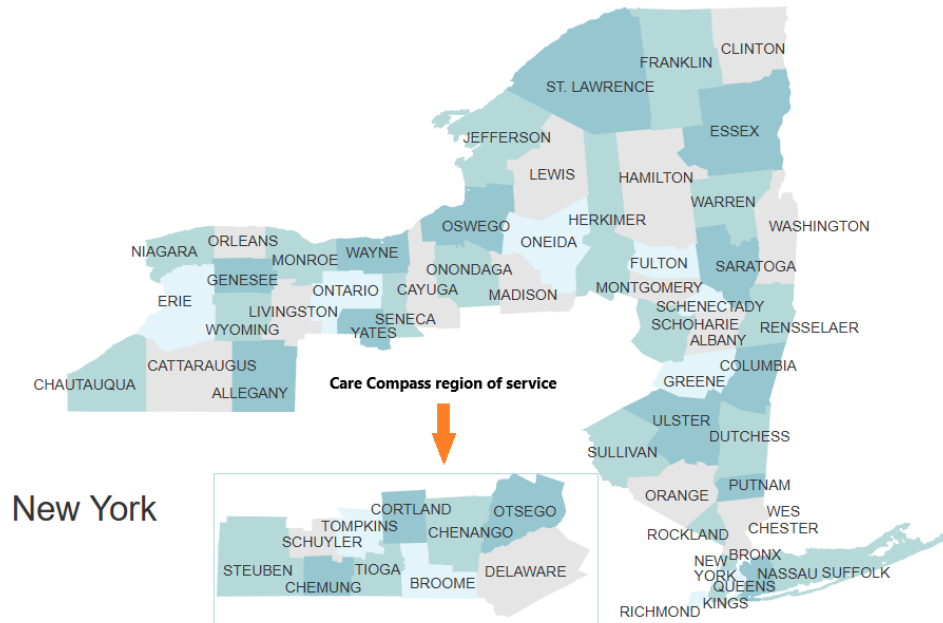 CLINTON
FRANKLIN
ST. LAWRENCE
ESSEX
JEFFERSON
LEWIS
HAMILTON
WARREN
HERKIMER
OSWEGO
WASHINGTON
ONEIDA
ORLEANS
NIAGARA
MONROE
WAYNE
FULTON
SARATOGA
ONONDAGA
GENESEE
ONTARIO
CAYUGA
MADISON
MONTGOMERY
ERIE
SCHENECTADY
LIVINGSTON
SENECA
WYOMING
YATES
SCHOHARIE
RENSSELAER
ALBANY
CATTARAUGUS
COLUMBIA
CHAUTAUQUA
ALLEGANY
GREENE
Care Compass region of service
ULSTER
DUTCHESS
SULLIVAN
PUTNAM
ORANGE
New York
WES
CHESTER
ROCKLAND
CORTLAND
OTSEGO
TOMPKINS
CHENANGO
SCHUYLER
STEUBEN
TIOGA
DELAWARE
CHEMUNG
BROOME
BRONX
NEW
YORK
NASSAU
SUFFOLK
QUEENS
KINGS
RICHMOND